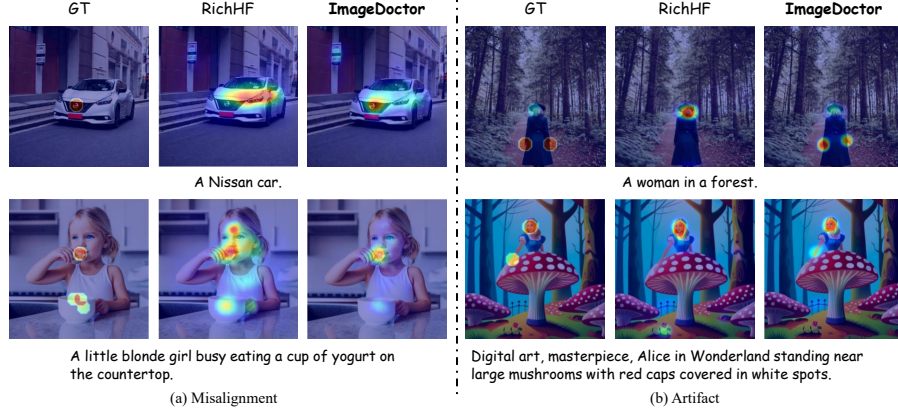 GT RichHF ImageDoctor GT RichHF ImageDoctor
A Nissan car. A woman in a forest.
A little blonde girl busy eating a cup of yogurt on
the countertop.
Digital art, masterpiece, Alice in Wonderland standing near
large mushrooms with red caps covered in white spots.
(a) Misalignment (b) Artifact